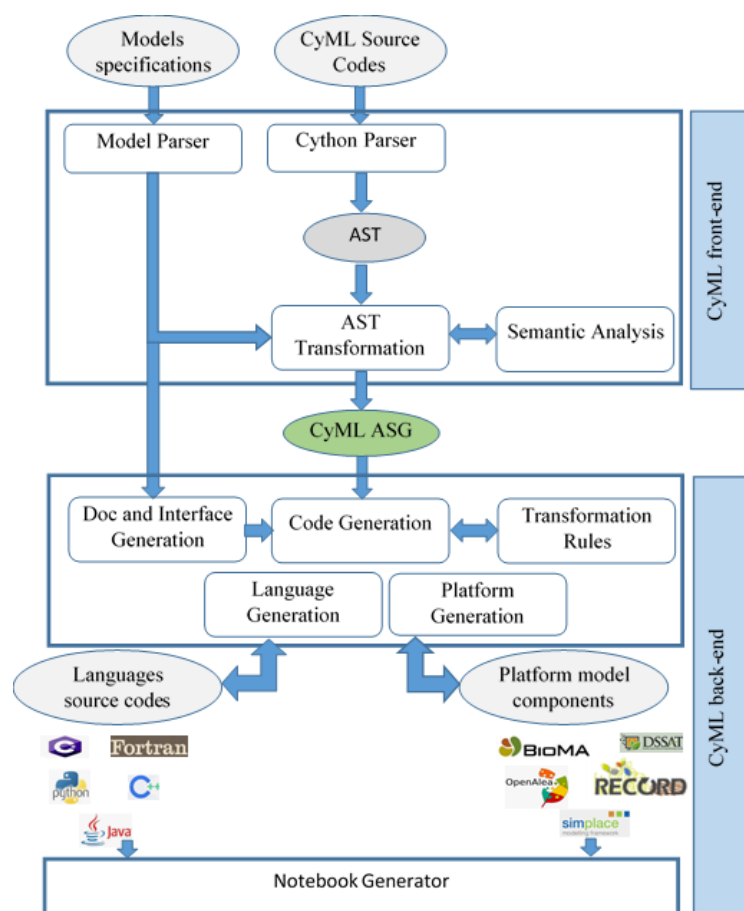 Models
specifications
CyML Source
Codes
Model Parser
Cython Parser
AST
AST
Transformation
Semantic Analysis
CyML front-end
CyML ASG
Doc and Interface
Generation
Code Generation
Transformation
Rules
Language
Generation
Platform
Generation
Languages
source codes
Platform model
components
CyML back-end
Fortran
BioMA
DSSAT
python
C++
OpenAlea
RECORD
Java
simplace
modelling framework
Notebook Generator